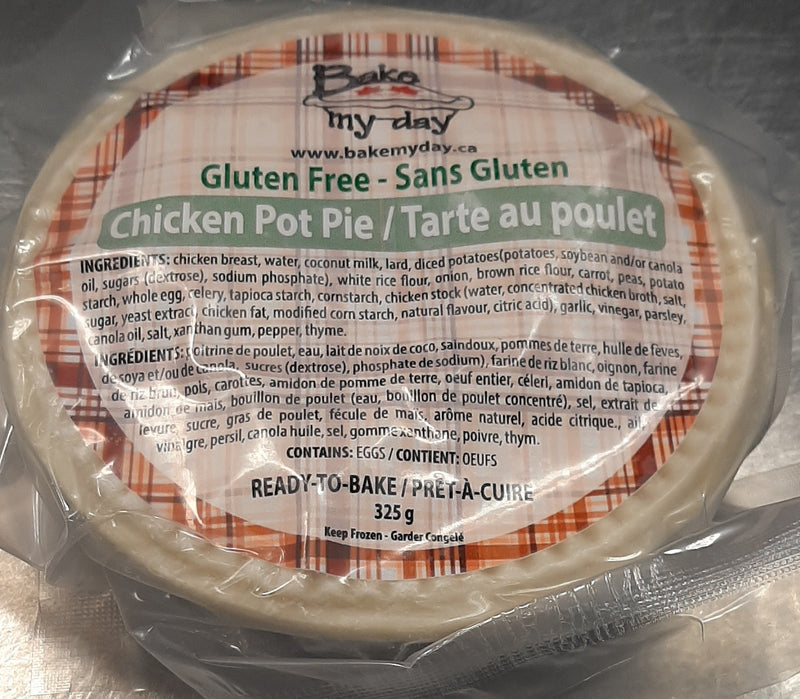 Bake
my day
www.bakemyday.ca
Gluten Free - Sans Gluten
Chicken Pot Pie / Tarte au poulet
INGREDIENTS: chicken breast, water, coconut milk, lard, diced potatoes(potatoes, soybean and/or canola
oil, sugars (dextrose), sodium phosphate), white rice flour, onion, brown rice flour, carrot, peas, potato
starch, whole egg, celery, tapioca starch, cornstarch, chicken stock (water, concentrated chicken broth, salt,
sugar, yeast extract, chicken fat, modified corn starch, natural flavour, citric acid), garlic, vinegar, parsley,
canola oil, salt, xanthan gum, pepper, thyme.
INGRÉDIENTS: poitrine de poulet, eau, lait de noix de coco, saindoux, pommes de terre, hulle de fèves,
de soya et/ou de canola, sucres (dextrose), phosphate de sodium), farine de riz blanc, oignon, farine
de riz brun, pols, carottes, amidon de pomme de terre, oeuf entier, céleri, amidon de tapioca,
amidon de maïs, bouillon de poulet (eau, bouillon de poulet concentré), sel, extrait de
levure, sucre, gras de poulet, fécule de maïs, arôme naturel, acide citrique., ail,
vinaigre, persil, canola huile, sel, gomme xanthane, poivre, thym.
CONTAINS: EGGS / CONTIENT: OEUFS
READY-TO-BAKE / PRÊT-À-CUIRE
325 g
Keep Frozen - Garder Congelé